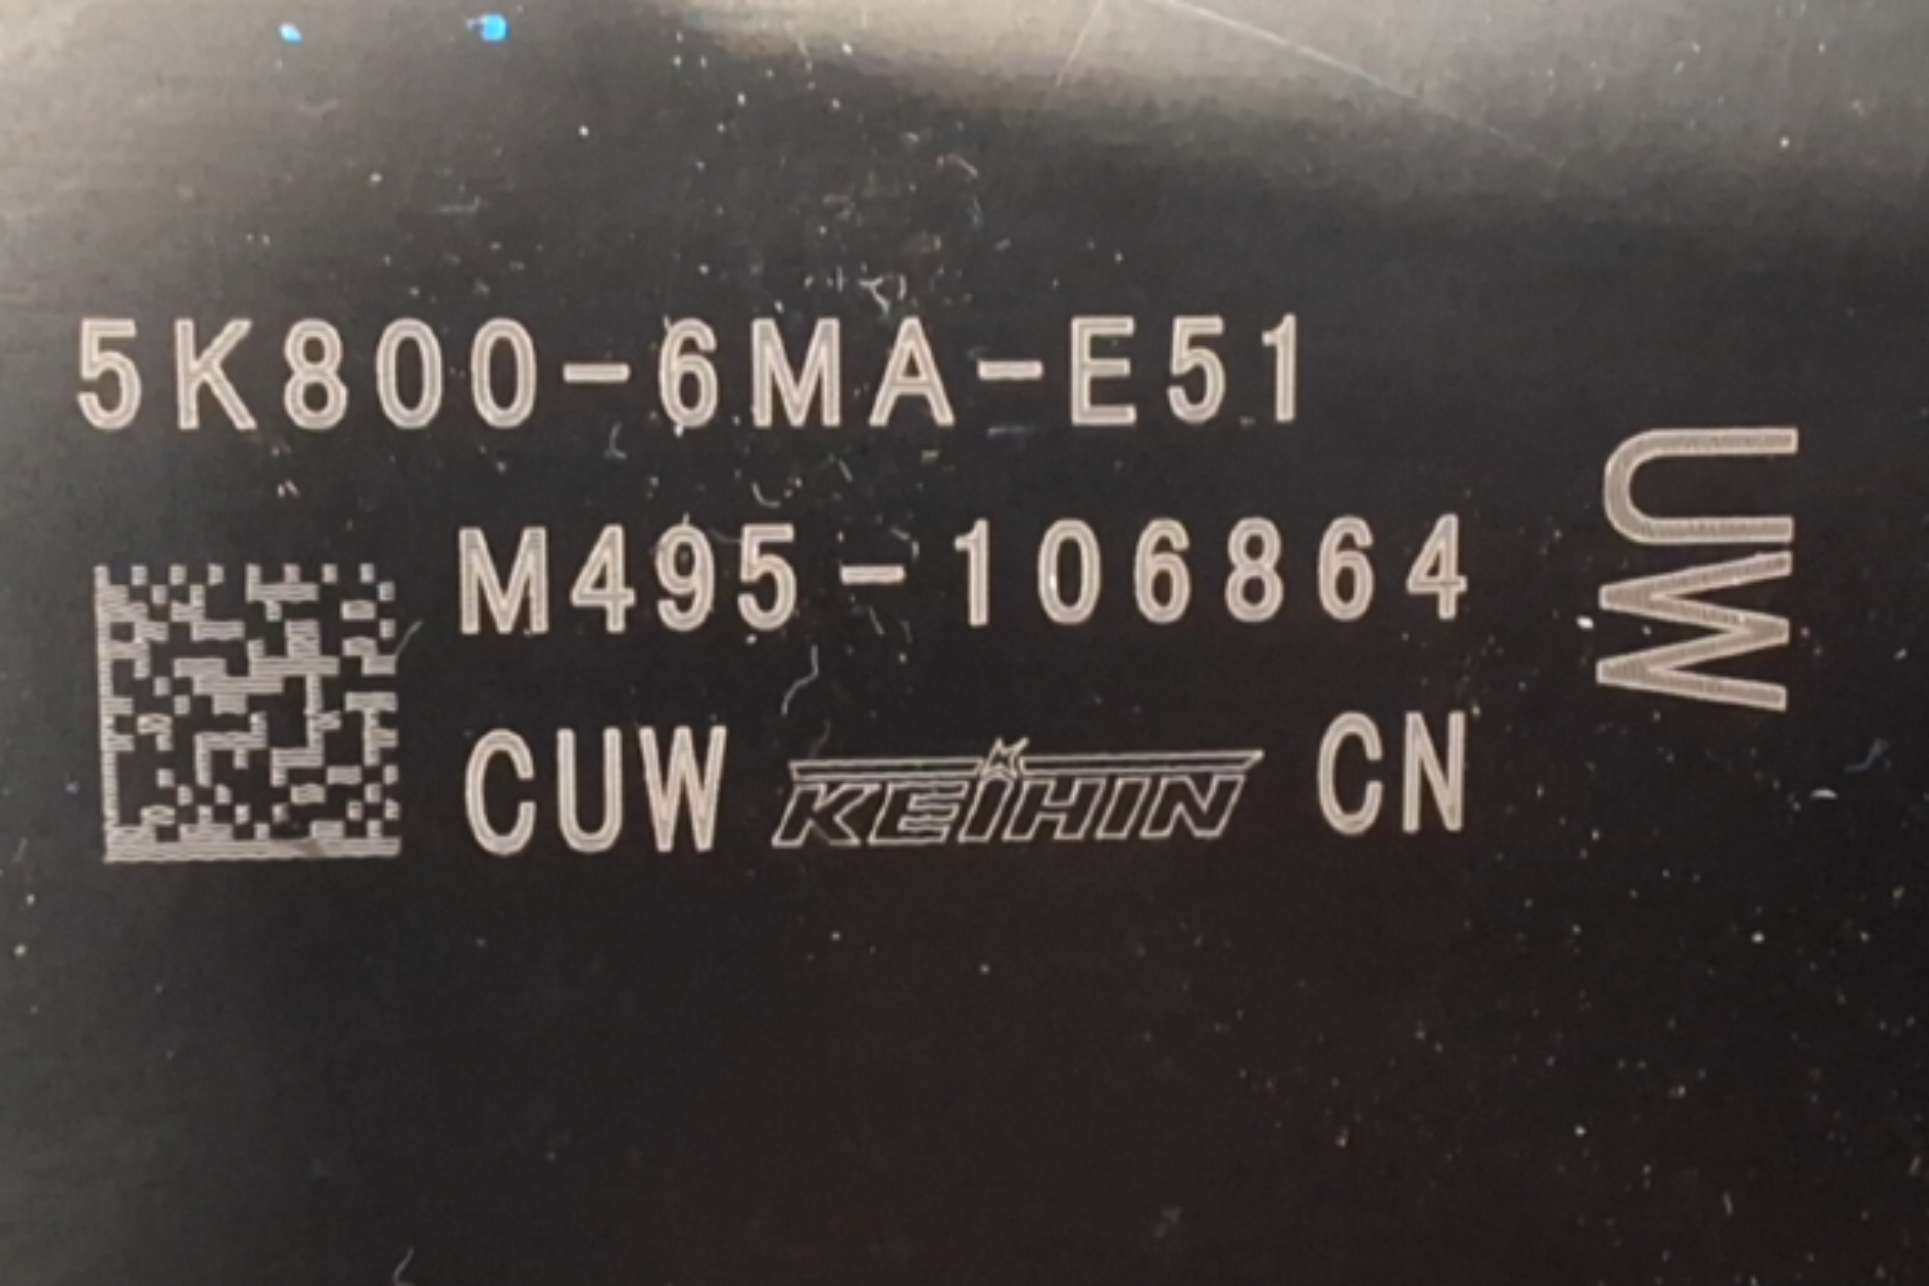 5K800-6MA-E51
M495-106864
CUW KEIHIN CN
UW